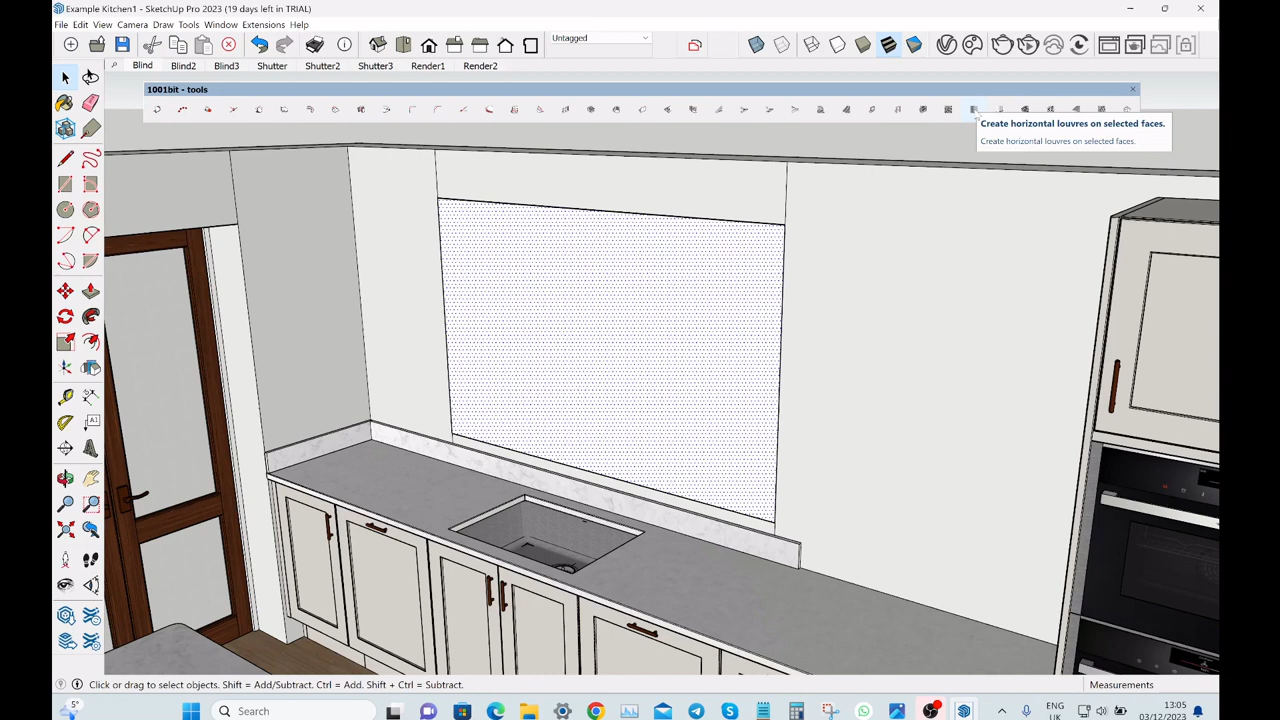 Example Kitchen1 - SketchUp Pro 2023 (19 days left in TRIAL)
File Edit View Camera Draw Tools Window Extensions Help
Untagged
Blind Blind2 Blind3 Shutter Shutter2 Shutter3 Render1 Render2
1001bit - tools
Create horizontal louvres on selected faces.
Create horizontal louvres on selected faces.
A1
Click or drag to select objects. Shift = Add/Subtract. Ctrl = Add. Shift + Ctrl = Subtract.
Measurements
5°
Search
ENG
UK
13:05
03/12/2025